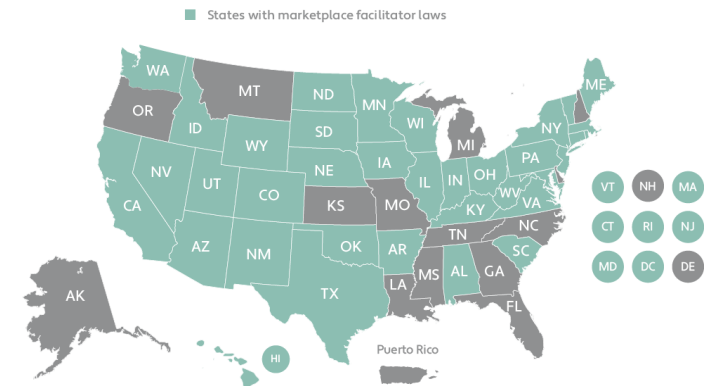 States with marketplace facilitator laws
WA
MT
ND
MN
ME
OR
ID
SD
WI
NY
WY
MI
NV
NE
IA
PA
UT
IL
IN
OH
CA
CO
WV
VA
KS
MO
KY
AZ
NM
OK
AR
TN
NC
SC
MS
AL
GA
LA
TX
FL
AK
HI
VT
NH
MA
CT
RI
NJ
MD
DC
DE
Puerto Rico